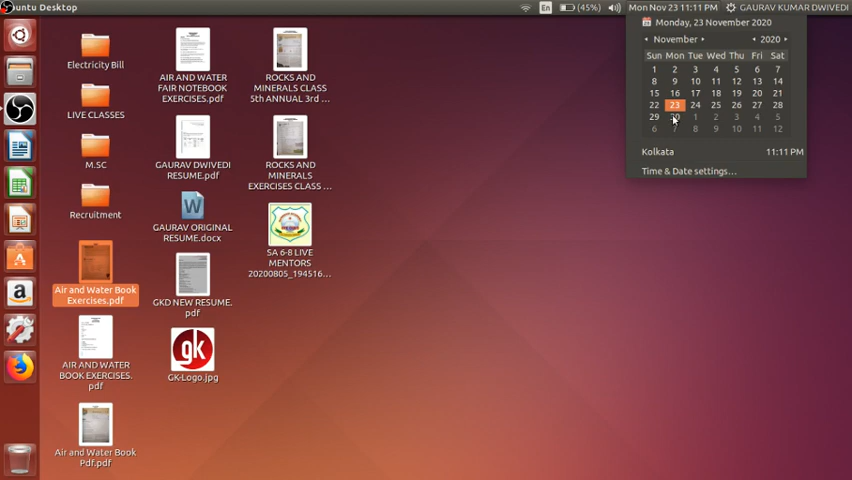 buntu Desktop
En
(45%)
Mon Nov 23 11:11 PM
GAURAV KUMAR DWIVEDI
Monday, 23 November 2020
November
2020
Sun Mon Tue Wed Thu Fri Sat
1 2 3 4 5 6 7
8 9 10 11 12 13 14
15 16 17 18 19 20 21
22 23 24 25 26 27 28
29 30 1 2 3 4 5
6 7 8 9 10 11 12
Kolkata 11:11 PM
Time & Date settings...
Electricity Bill
LIVE CLASSES
M.SC
Recruitment
Air and Water Book
Exercises.pdf
AIR AND WATER
BOOK EXERCISES.
pdf
Air and Water Book
Pdf.pdf
AIR AND WATER
FAIR NOTEBOOK
EXERCISES.pdf
GAURAV DWIVEDI
RESUME.pdf
W
GAURAV ORIGINAL
RESUME.docx
GKD NEW RESUME.
pdf
gk
GK-Logo.jpg
ROCKS AND
MINERALS CLASS
5th ANNUAL 3rd ...
ROCKS AND
MINERALS
EXERCISES CLASS ...
SA 6-8 LIVE
MENTORS
20200805_194516...
a